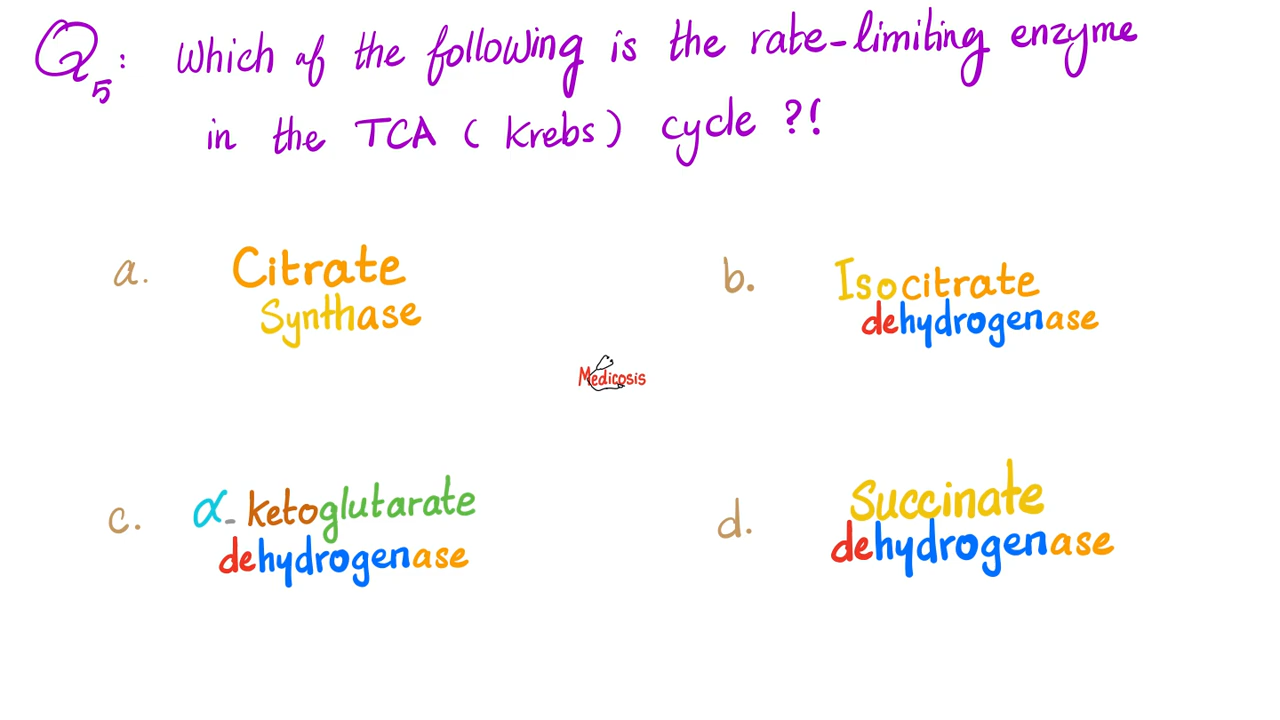 Q5: Which of the following is the rate-limiting enzyme
in the TCA (Krebs) cycle ?!
a. Citrate
Synthase
b. Isocitrate
dehydrogenase
Medicosis
c. α-ketoglutarate
dehydrogenase
d. Succinate
dehydrogenase